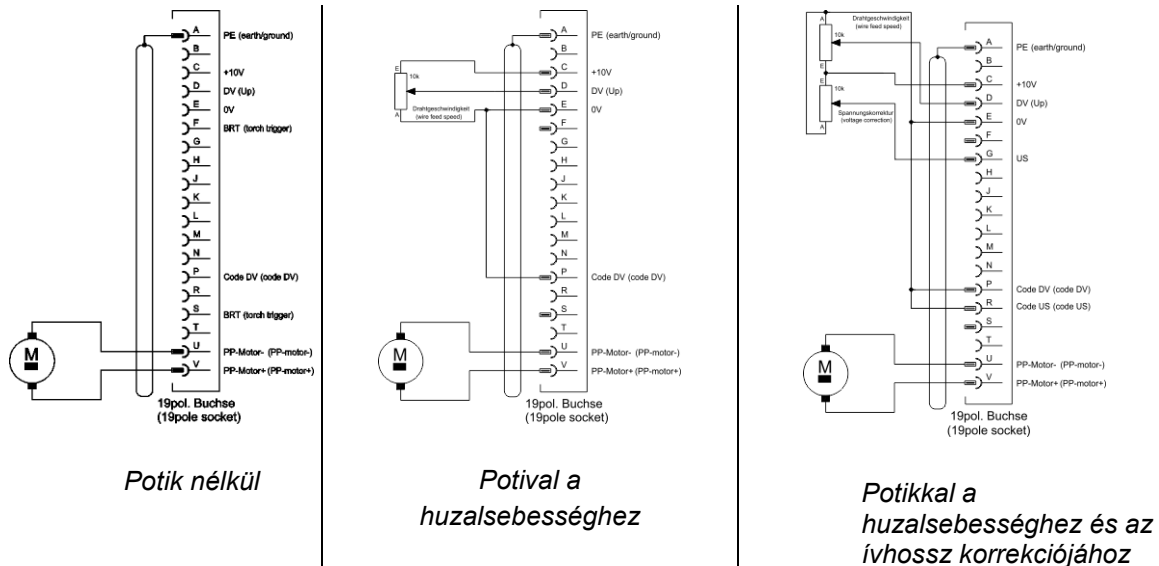 A PE (earth/ground)
B
C +10V
D DV (Up)
E 0V
F BRT (torch trigger)
G
H
J
K
L
M
N
P Code DV (code DV)
R
S BRT (torch trigger)
T
U PP-Motor- (PP-motor-)
V PP-Motor+ (PP-motor+)
M
19pol. Buchse
(19pole socket)
Potik nélkül
A PE (earth/ground)
B
E
C +10V
10k
D DV (Up)
Drahtgeschwindigkeit
(wire feed speed)
E 0V
A
F
G
H
J
K
L
M
N
P Code DV (code DV)
R
S
T
U PP-Motor- (PP-motor-)
V PP-Motor+ (PP-motor+)
M
19pol. Buchse
(19pole socket)
Potival a
huzalsebességhez
A
Drahtgeschwindigkeit
(wire feed speed)
10k
A PE (earth/ground)
B
E
E
C +10V
10k
D DV (Up)
Spannungskorrektur
(voltage correction)
E 0V
A
F
G US
H
J
K
L
M
N
P Code DV (code DV)
R Code US (code US)
S
T
U PP-Motor- (PP-motor-)
V PP-Motor+ (PP-motor+)
M
19pol. Buchse
(19pole socket)
Potikkal a
huzalsebességhez és az
ívhossz korrekciójához